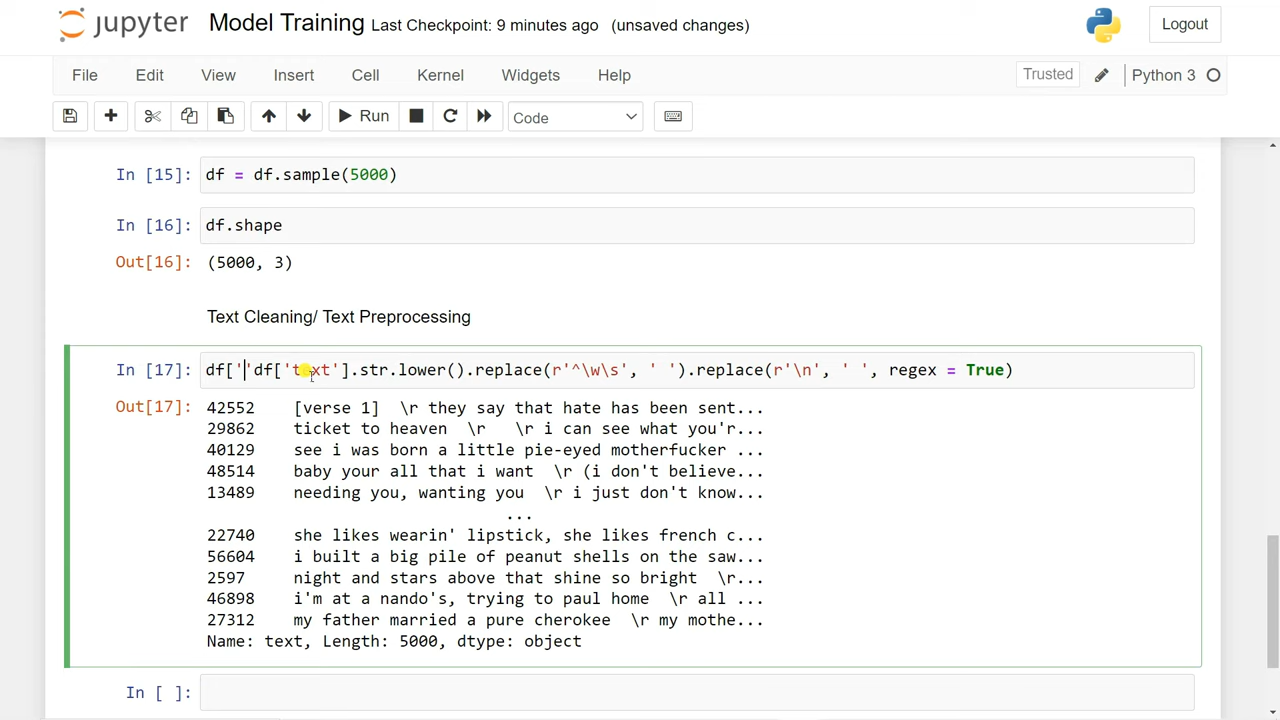 jupyter Model Training Last Checkpoint: 9 minutes ago (unsaved changes) Logout
File Edit View Insert Cell Kernel Widgets Help Trusted Python 3
Run Code
In [15]: df = df.sample(5000)
In [16]: df.shape
Out[16]: (5000, 3)
Text Cleaning/ Text Preprocessing
In [17]: df[''df['text'].str.lower().replace(r'^\w\s', ' ').replace(r'\n', ' ', regex = True)
Out[17]: 42552 [verse 1] \r they say that hate has been sent...
29862 ticket to heaven \r \r i can see what you'r...
40129 see i was born a little pie-eyed motherfucker ...
48514 baby your all that i want \r (i don't believe...
13489 needing you, wanting you \r i just don't know...
...
22740 she likes wearin' lipstick, she likes french c...
56604 i built a big pile of peanut shells on the saw...
2597 night and stars above that shine so bright \r...
46898 i'm at a nando's, trying to paul home \r all ...
27312 my father married a pure cherokee \r my mothe...
Name: text, Length: 5000, dtype: object
In [ ]: